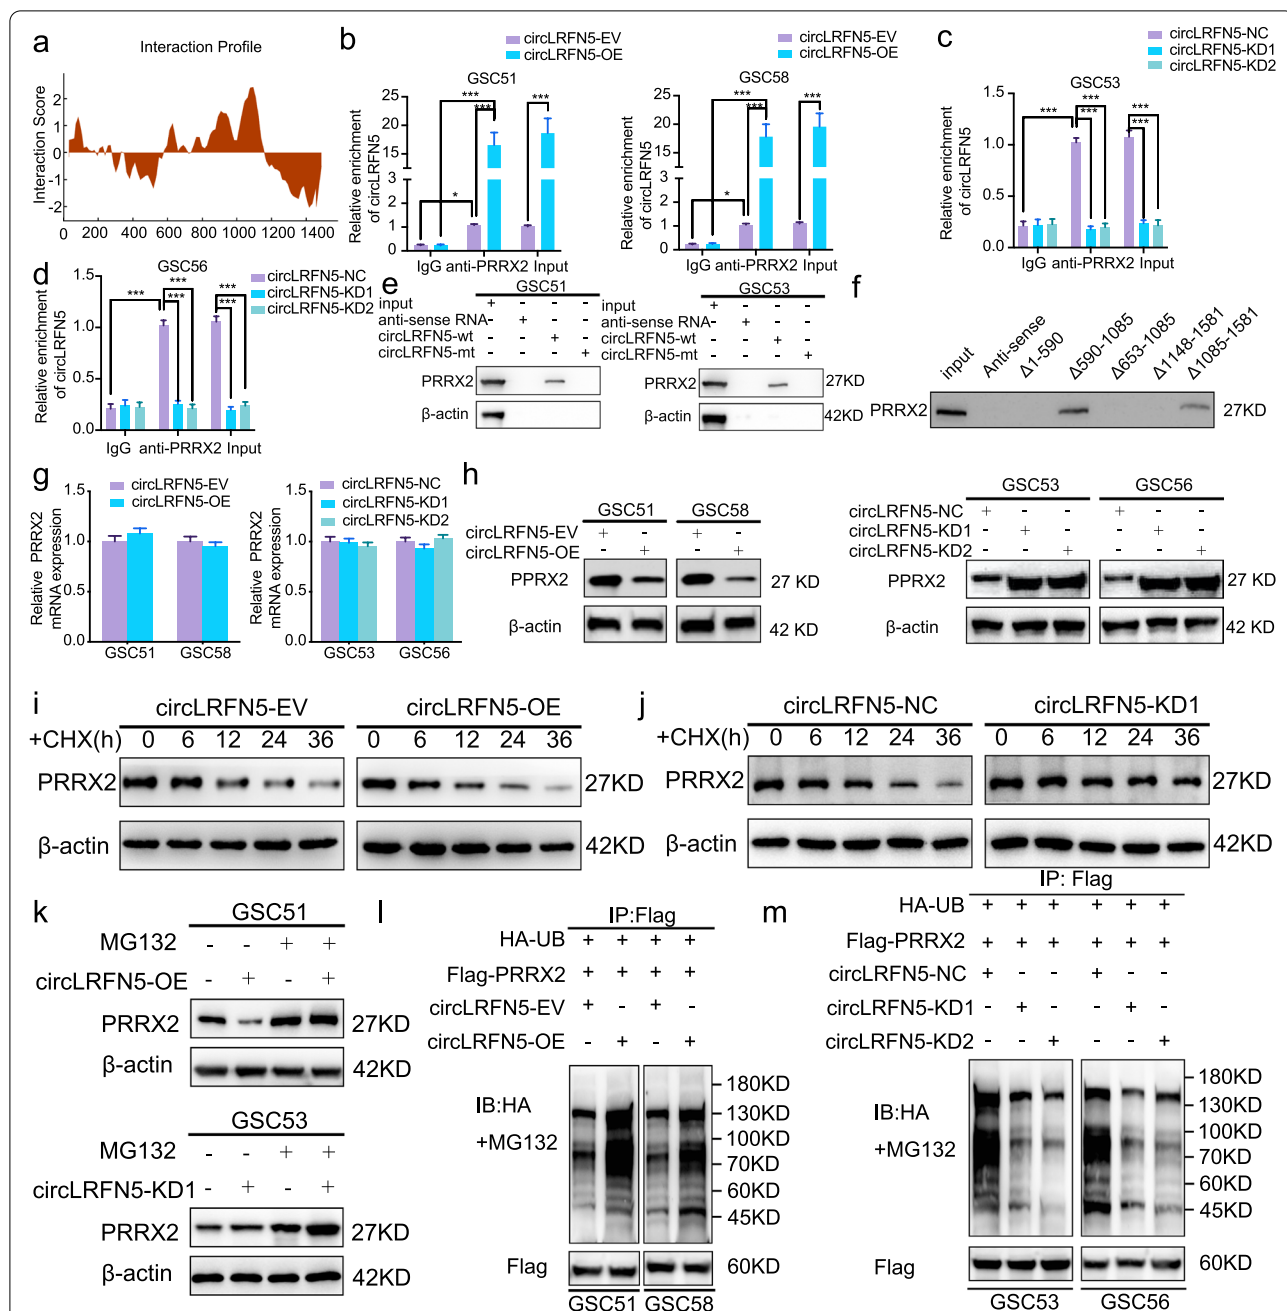 a
Interaction Profile
Interaction Score
2
1
0
-1
-2
0 200 400 600 800 1000 1200 1400
b
circLRFN5-EV
circLRFN5-OE
GSC51
Relative enrichment
of circLRFN5
25
20
15
10
5
3
2
1
0
IgG anti-PRRX2 Input
*
***
***
***
circLRFN5-EV
circLRFN5-OE
GSC58
Relative enrichment
of circLRFN5
25
20
15
10
5
3
2
1
0
IgG anti-PRRX2 Input
*
***
***
***
c
circLRFN5-NC
circLRFN5-KD1
circLRFN5-KD2
GSC53
Relative enrichment
of circLRFN5
1.5
1.0
0.5
0.0
IgG anti-PRRX2 Input
***
***
***
***
***
d
GSC56
circLRFN5-NC
circLRFN5-KD1
circLRFN5-KD2
Relative enrichment
of circLRFN5
1.5
1.0
0.5
0.0
IgG anti-PRRX2 Input
***
***
***
***
***
e
GSC51
input + - - -
anti-sense RNA - + - -
circLRFN5-wt - - + -
circLRFN5-mt - - - +
PRRX2
β-actin
GSC53
input + - - -
anti-sense RNA - + - -
circLRFN5-wt - - + -
circLRFN5-mt - - - +
PRRX2 27KD
β-actin 42KD
f
input Anti-sense Δ1-590 Δ590-1085 Δ653-1085 Δ1148-1581 Δ1085-1581
PRRX2 27KD
g
circLRFN5-EV
circLRFN5-OE
Relative PRRX2
mRNA expression
1.5
1.0
0.5
0.0
GSC51 GSC58
circLRFN5-NC
circLRFN5-KD1
circLRFN5-KD2
Relative PRRX2
mRNA expression
1.5
1.0
0.5
0.0
GSC53 GSC56
h
GSC51 GSC58
circLRFN5-EV + - + -
circLRFN5-OE - + - +
PPRX2 27 KD
β-actin 42 KD
GSC53 GSC56
circLRFN5-NC + - - + - -
circLRFN5-KD1 - + - - + -
circLRFN5-KD2 - - + - - +
PPRX2 27 KD
β-actin 42 KD
i
circLRFN5-EV circLRFN5-OE
+CHX(h) 0 6 12 24 36 0 6 12 24 36
PRRX2 27KD
β-actin 42KD
j
circLRFN5-NC circLRFN5-KD1
+CHX(h) 0 6 12 24 36 0 6 12 24 36
PRRX2 27KD
β-actin 42KD
k
GSC51
MG132 - - + +
circLRFN5-OE - + - +
PRRX2 27KD
β-actin 42KD
GSC53
MG132 - - + +
circLRFN5-KD1 - + - +
PRRX2 27KD
β-actin 42KD
l
IP:Flag
HA-UB + + + +
Flag-PRRX2 + + + +
circLRFN5-EV + - + -
circLRFN5-OE - + - +
IB:HA
+MG132
180KD
130KD
100KD
70KD
60KD
45KD
Flag 60KD
GSC51 GSC58
m
IP: Flag
HA-UB + + + + + +
Flag-PRRX2 + + + + + +
circLRFN5-NC + - - + - -
circLRFN5-KD1 - + - - + -
circLRFN5-KD2 - - + - - +
IB:HA
+MG132
180KD
130KD
100KD
70KD
60KD
45KD
Flag 60KD
GSC53 GSC56